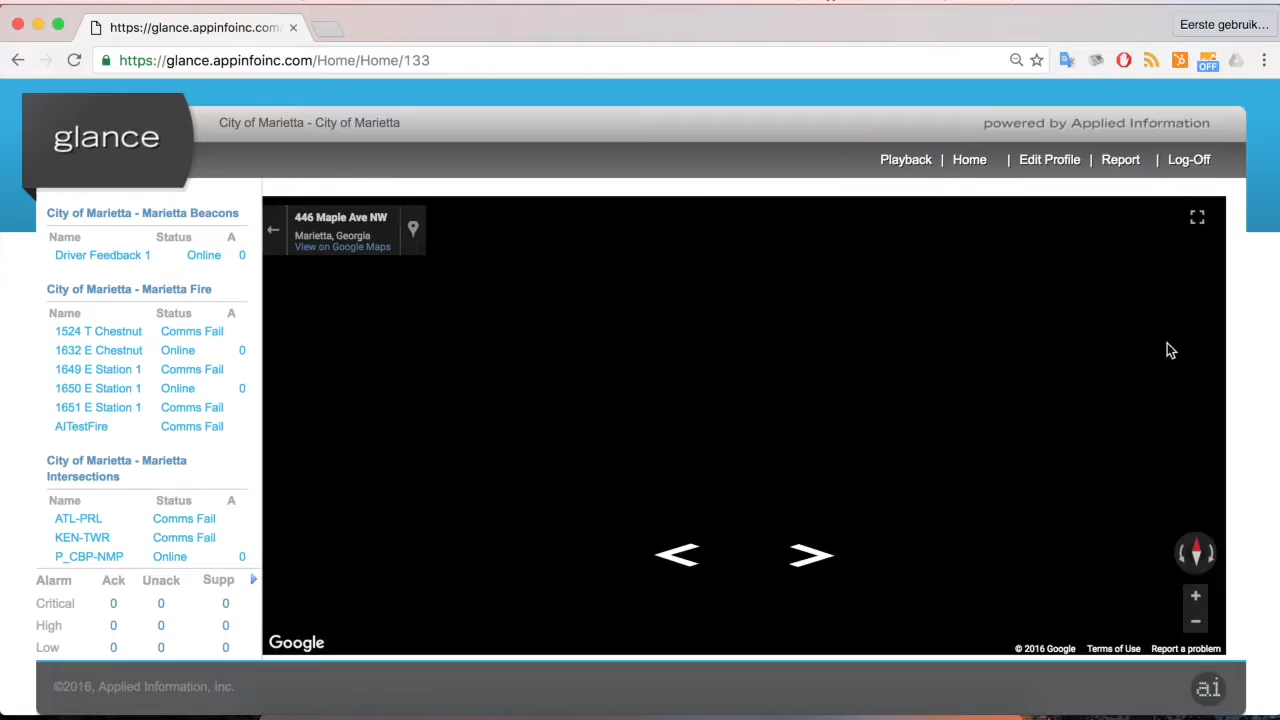 https://glance.appinfoinc.com/
Eerste gebruik...
https://glance.appinfoinc.com/Home/Home/133
OFF
glance
City of Marietta - City of Marietta
powered by Applied Information
Playback | Home | Edit Profile | Report | Log-Off
City of Marietta - Marietta Beacons
Name Status A
Driver Feedback 1 Online 0
City of Marietta - Marietta Fire
Name Status A
1524 T Chestnut Comms Fail
1632 E Chestnut Online 0
1649 E Station 1 Comms Fail
1650 E Station 1 Online 0
1651 E Station 1 Comms Fail
AITestFire Comms Fail
City of Marietta - Marietta
Intersections
Name Status A
ATL-PRL Comms Fail
KEN-TWR Comms Fail
P_CBP-NMP Online 0
Alarm Ack Unack Supp
Critical 0 0 0
High 0 0 0
Low 0 0 0
446 Maple Ave NW
Marietta, Georgia
View on Google Maps
Google
© 2016 Google Terms of Use Report a problem
©2016, Applied Information, Inc.
ai